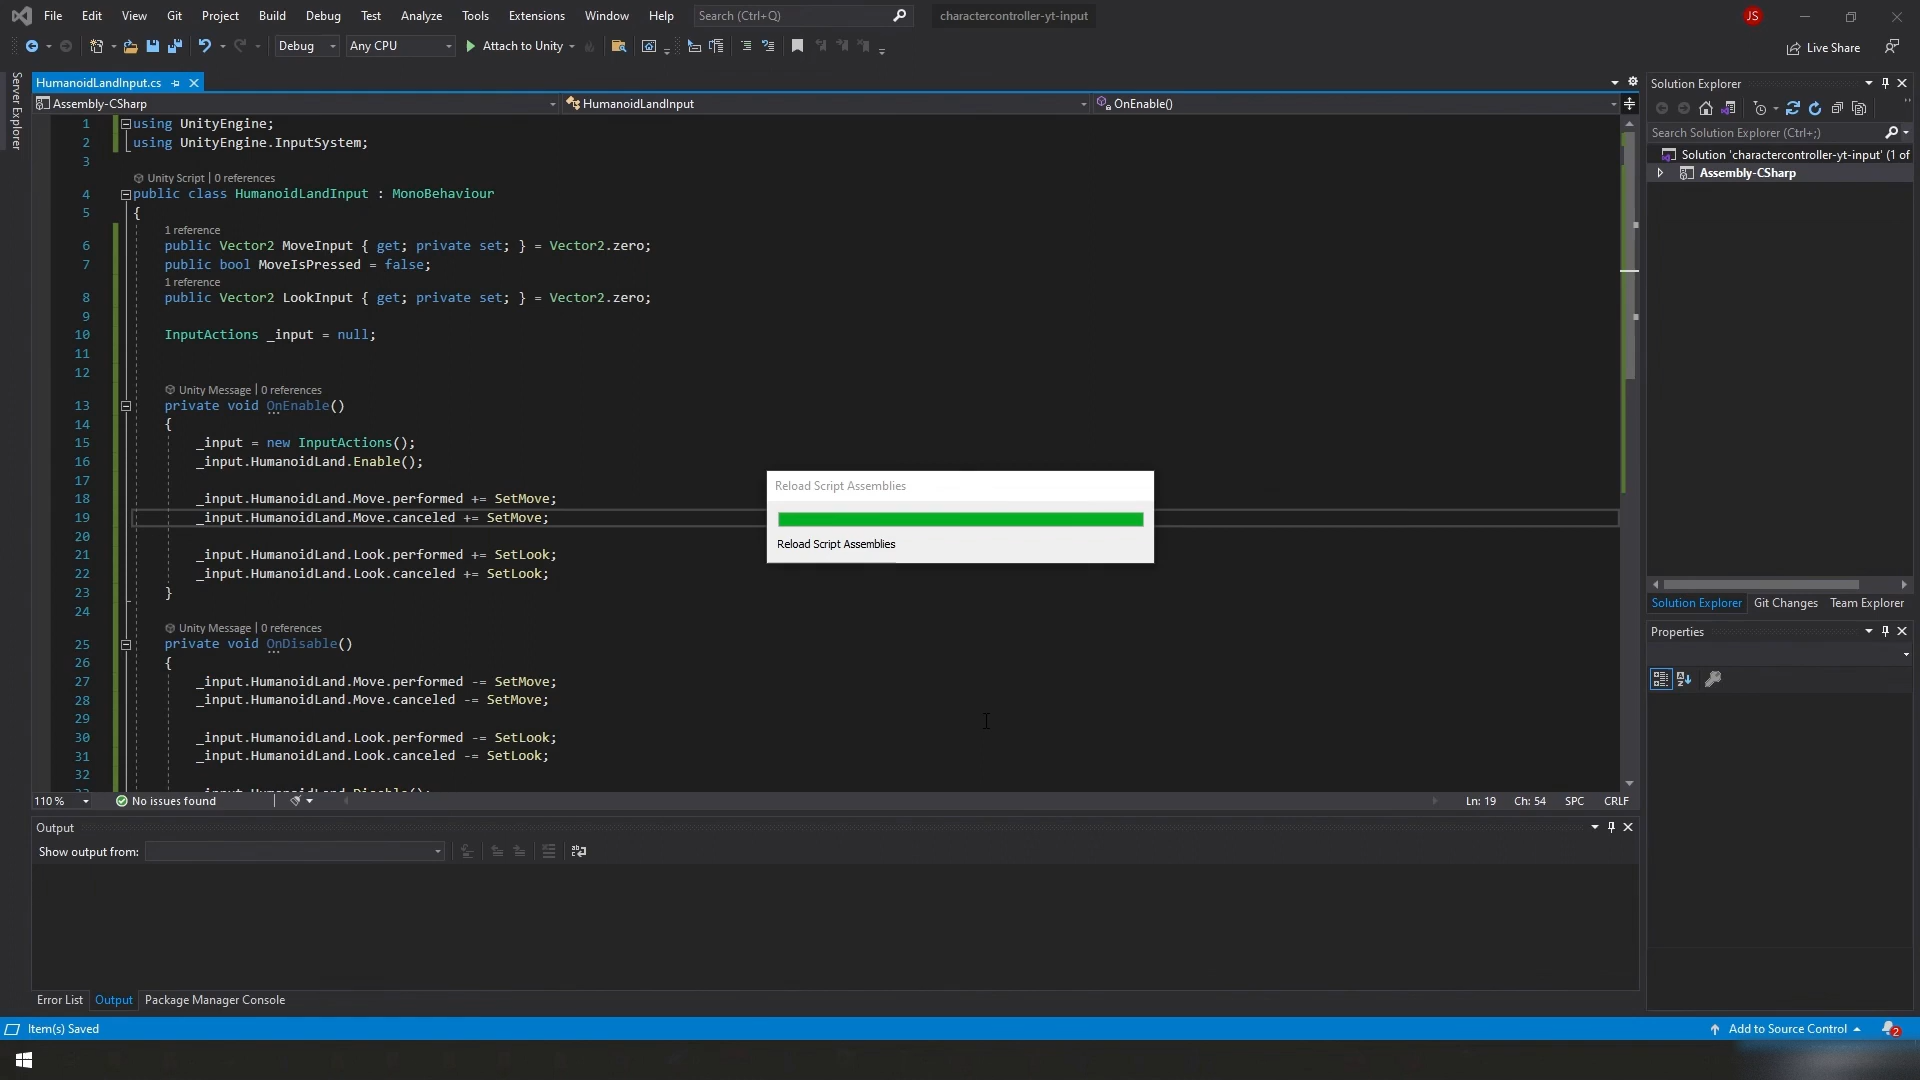 File Edit View Git Project Build Debug Test Analyze Tools Extensions Window Help Search (Ctrl+Q) charactercontroller-yt-input JS
Debug Any CPU Attach to Unity Live Share
Server Explorer
HumanoidLandInput.cs
Assembly-CSharp HumanoidLandInput OnEnable()
1 using UnityEngine;
2 using UnityEngine.InputSystem;
3
Unity Script | 0 references
4 public class HumanoidLandInput : MonoBehaviour
5 {
1 reference
6 public Vector2 MoveInput { get; private set; } = Vector2.zero;
7 public bool MoveIsPressed = false;
1 reference
8 public Vector2 LookInput { get; private set; } = Vector2.zero;
9
10 InputActions _input = null;
11
12
Unity Message | 0 references
13 private void OnEnable()
14 {
15 _input = new InputActions();
16 _input.HumanoidLand.Enable();
17
18 _input.HumanoidLand.Move.performed += SetMove;
19 _input.HumanoidLand.Move.canceled += SetMove;
20
21 _input.HumanoidLand.Look.performed += SetLook;
22 _input.HumanoidLand.Look.canceled += SetLook;
23 }
24
Unity Message | 0 references
25 private void OnDisable()
26 {
27 _input.HumanoidLand.Move.performed -= SetMove;
28 _input.HumanoidLand.Move.canceled -= SetMove;
29
30 _input.HumanoidLand.Look.performed -= SetLook;
31 _input.HumanoidLand.Look.canceled -= SetLook;
32
Reload Script Assemblies
Reload Script Assemblies
110 % No issues found Ln: 19 Ch: 54 SPC CRLF
Output
Show output from:
Error List Output Package Manager Console
Solution Explorer
Search Solution Explorer (Ctrl+;)
Solution 'charactercontroller-yt-input' (1 of
Assembly-CSharp
Solution Explorer Git Changes Team Explorer
Properties
Item(s) Saved Add to Source Control 2